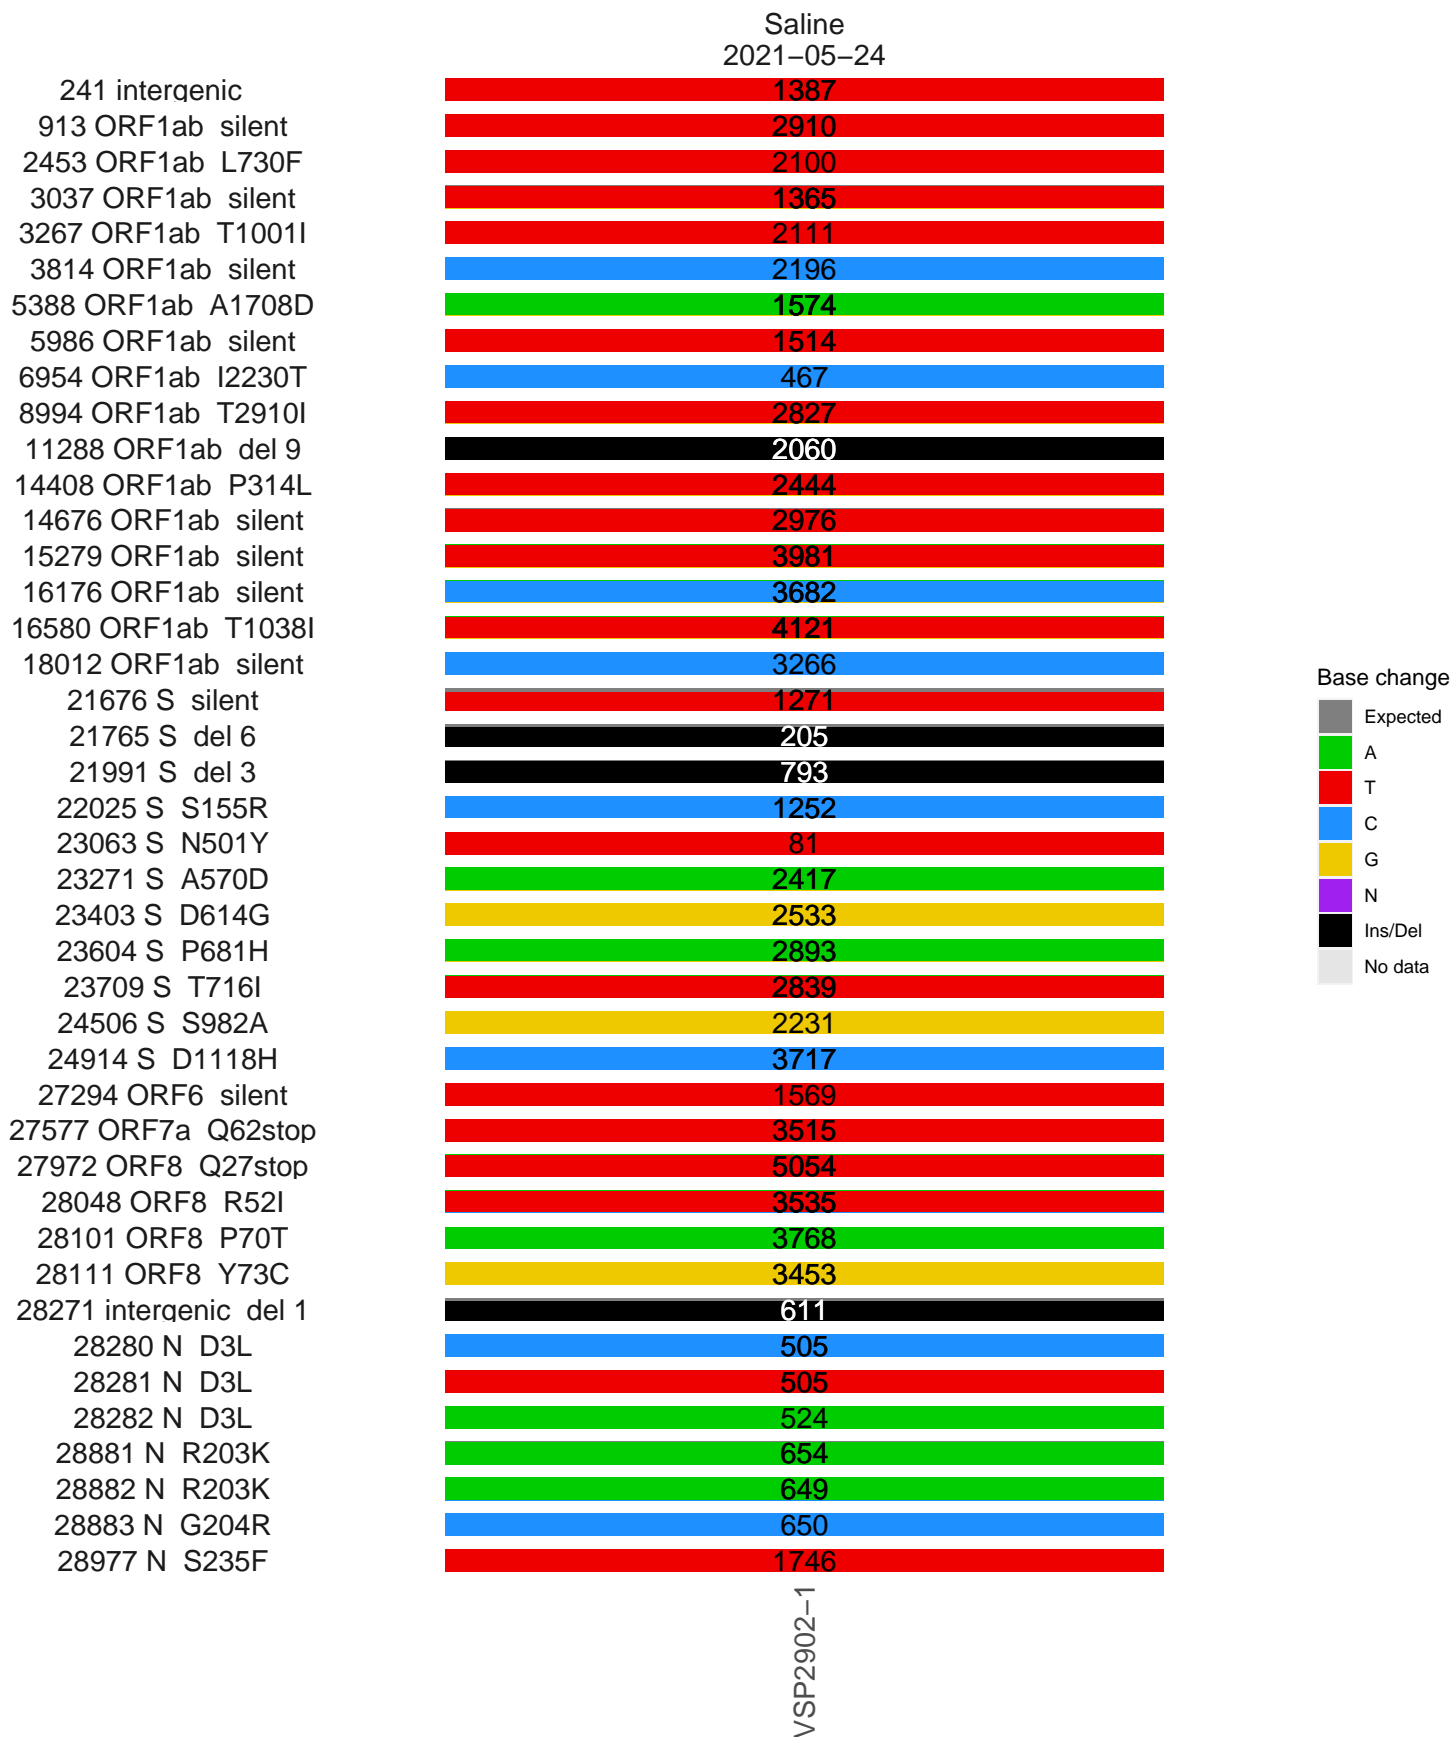 Saline
2021−05−24
241 intergenic 1387
913 ORF1ab silent 2910
2453 ORF1ab L730F 2100
3037 ORF1ab silent 1365
3267 ORF1ab T1001I 2111
3814 ORF1ab silent 2196
5388 ORF1ab A1708D 1574
5986 ORF1ab silent 1514
6954 ORF1ab I2230T 467
8994 ORF1ab T2910I 2827
11288 ORF1ab del 9 2060
14408 ORF1ab P314L 2444
14676 ORF1ab silent 2976
15279 ORF1ab silent 3981
16176 ORF1ab silent 3682
16580 ORF1ab T1038I 4121
18012 ORF1ab silent 3266
21676 S silent 1271
21765 S del 6 205
21991 S del 3 793
22025 S S155R 1252
23063 S N501Y 81
23271 S A570D 2417
23403 S D614G 2533
23604 S P681H 2893
23709 S T716I 2839
24506 S S982A 2231
24914 S D1118H 3717
27294 ORF6 silent 1569
27577 ORF7a Q62stop 3515
27972 ORF8 Q27stop 5054
28048 ORF8 R52I 3535
28101 ORF8 P70T 3768
28111 ORF8 Y73C 3453
28271 intergenic del 1 611
28280 N D3L 505
28281 N D3L 505
28282 N D3L 524
28881 N R203K 654
28882 N R203K 649
28883 N G204R 650
28977 N S235F 1746
VSP2902−1
Base change
Expected
A
T
C
G
N
Ins/Del
No data